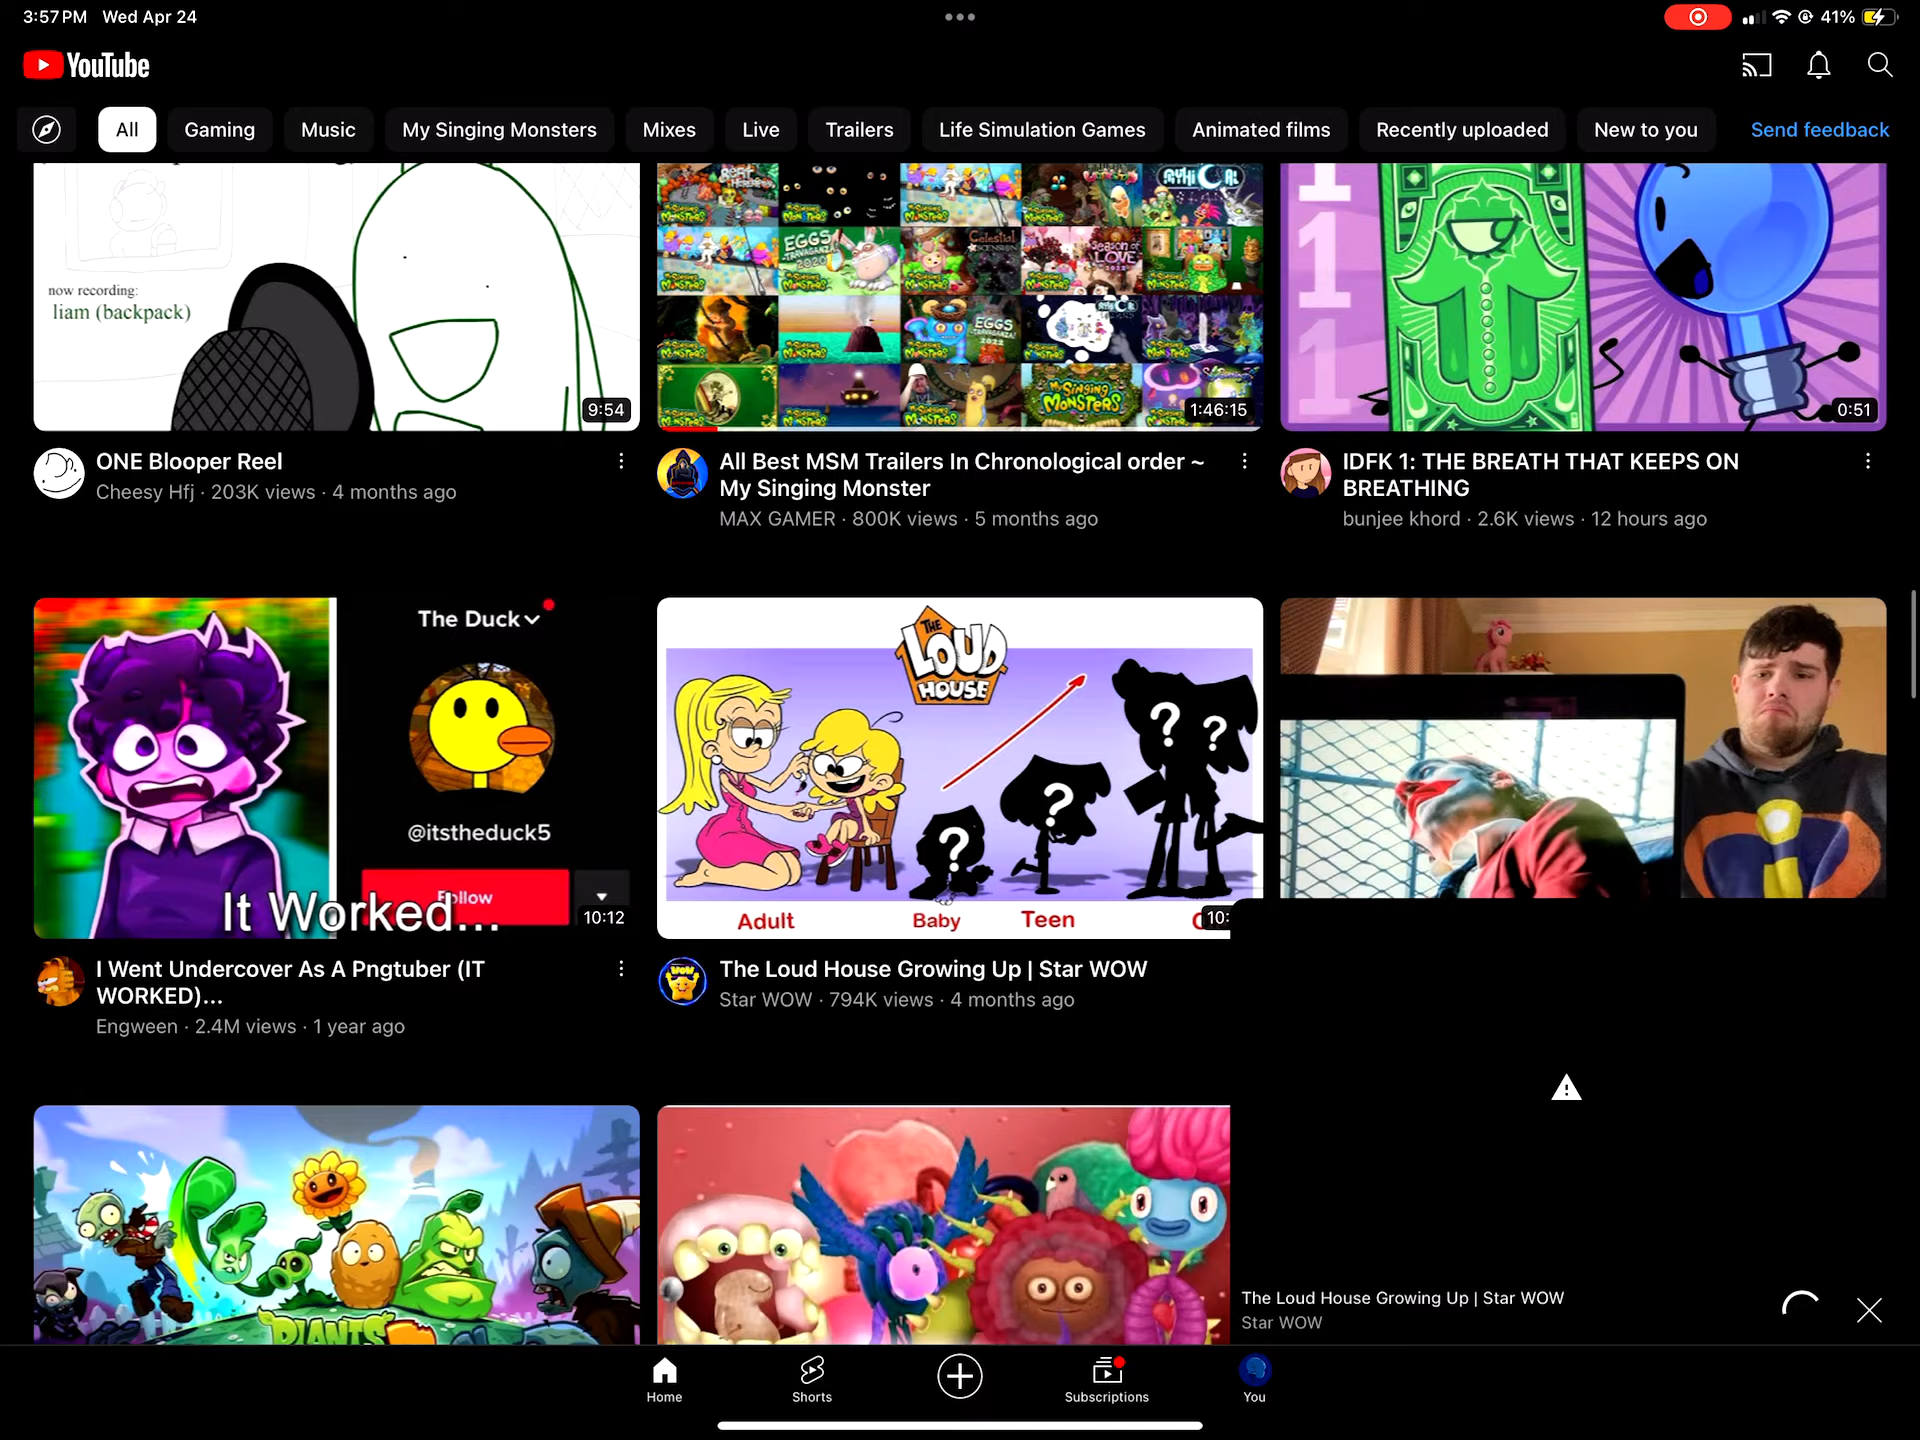 3:57 PM Wed Apr 24
41%
YouTube
All
Gaming
Music
My Singing Monsters
Mixes
Live
Trailers
Life Simulation Games
Animated films
Recently uploaded
New to you
Send feedback
now recording:
liam (backpack)
9:54
EGGS
EGGS
2022
My Singing
Monsters
1:46:15
1
1
1
0:51
ONE Blooper Reel
Cheesy Hfj · 203K views · 4 months ago
All Best MSM Trailers In Chronological order ~
My Singing Monster
MAX GAMER · 800K views · 5 months ago
IDFK 1: THE BREATH THAT KEEPS ON
BREATHING
bunjee khord · 2.6K views · 12 hours ago
The Duck
@itstheduck5
Follow
It Worked...
10:12
THE
LOUD
HOUSE
? ? ? ?
Adult
Baby
Teen
10:
I Went Undercover As A Pngtuber (IT
WORKED)...
Engween · 2.4M views · 1 year ago
The Loud House Growing Up | Star WOW
Star WOW · 794K views · 4 months ago
PLANTS
The Loud House Growing Up | Star WOW
Star WOW
Home
Shorts
Subscriptions
You